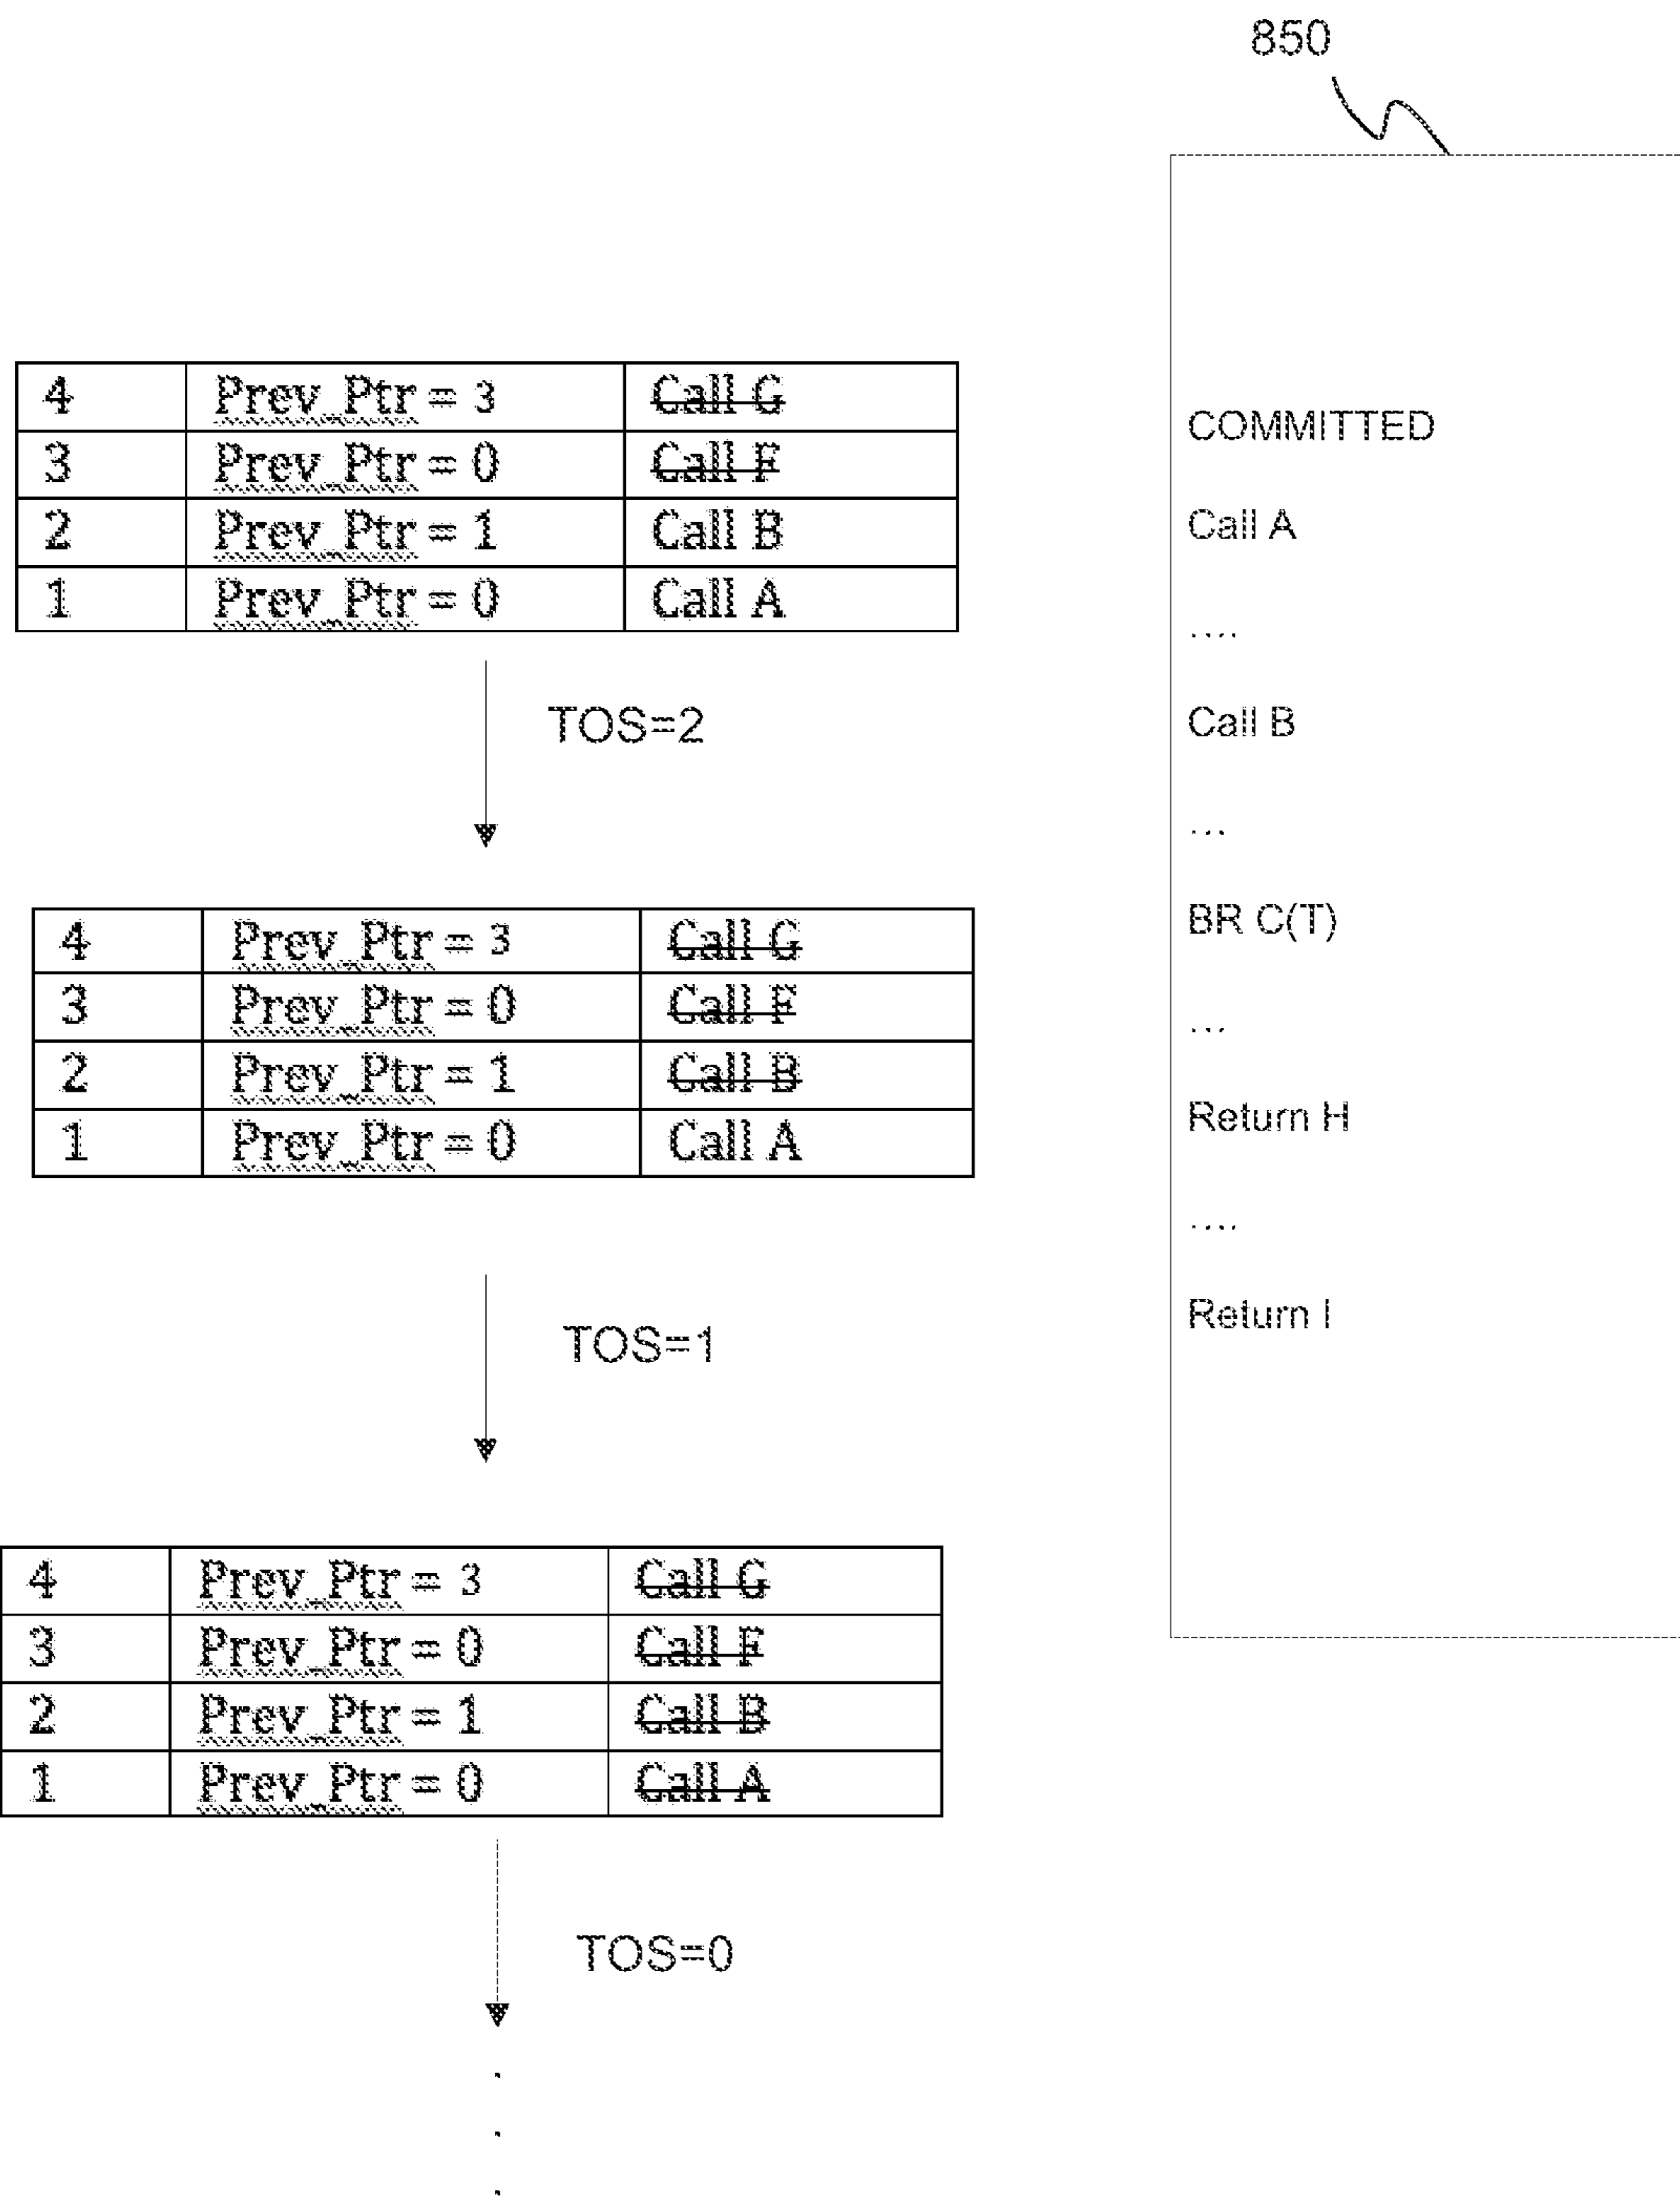 850
4 Prev_Ptr = 3 Call G
3 Prev_Ptr = 0 Call F
2 Prev_Ptr = 1 Call B
1 Prev_Ptr = 0 Call A
TOS=2
4 Prev_Ptr = 3 Call G
3 Prev_Ptr = 0 Call F
2 Prev_Ptr = 1 Call B
1 Prev_Ptr = 0 Call A
TOS=1
4 Prev_Ptr = 3 Call G
3 Prev_Ptr = 0 Call F
2 Prev_Ptr = 1 Call B
1 Prev_Ptr = 0 Call A
TOS=0
.
.
.
COMMITTED
Call A
....
Call B
...
BR C(T)
...
Return H
....
Return I